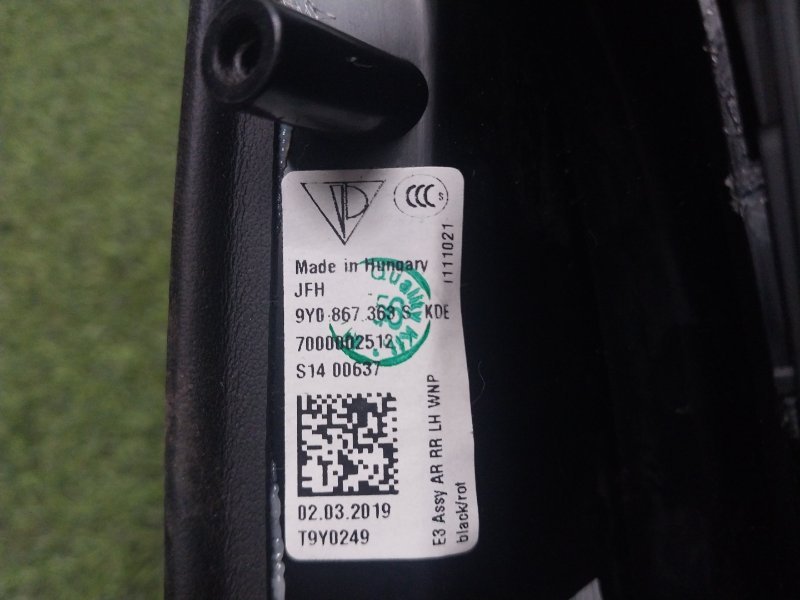 CCC S
Made in Hungary
JFH
9Y0 867 363 S KDE
7000002512
S14 00637
02.03.2019
T9Y0249
1111021
E3 Assy AR RR LH WNP
black/rot
Quality